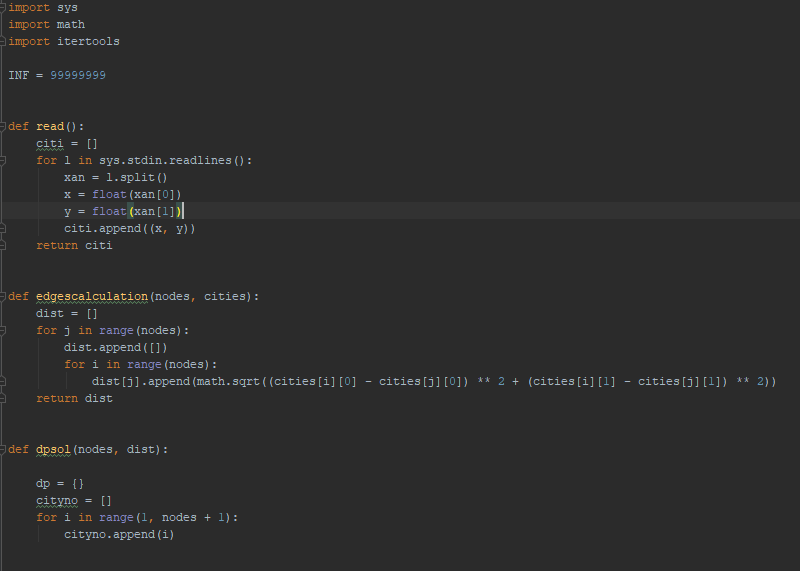 import sys
import math
import itertools
INF = 99999999
def read():
citi = []
for l in sys.stdin.readlines():
xan = l.split()
x = float(xan[0])
y = float(xan[1])
citi.append((x, y))
return citi
def edgescalculation(nodes, cities):
dist = []
for j in range(nodes):
dist.append([])
for i in range(nodes):
dist[j].append(math.sqrt((cities[i][0] - cities[j][0]) ** 2 + (cities[i][1] - cities[j][1]) ** 2))
return dist
def dpsol(nodes, dist):
dp = {}
cityno = []
for i in range(1, nodes + 1):
cityno.append(i)